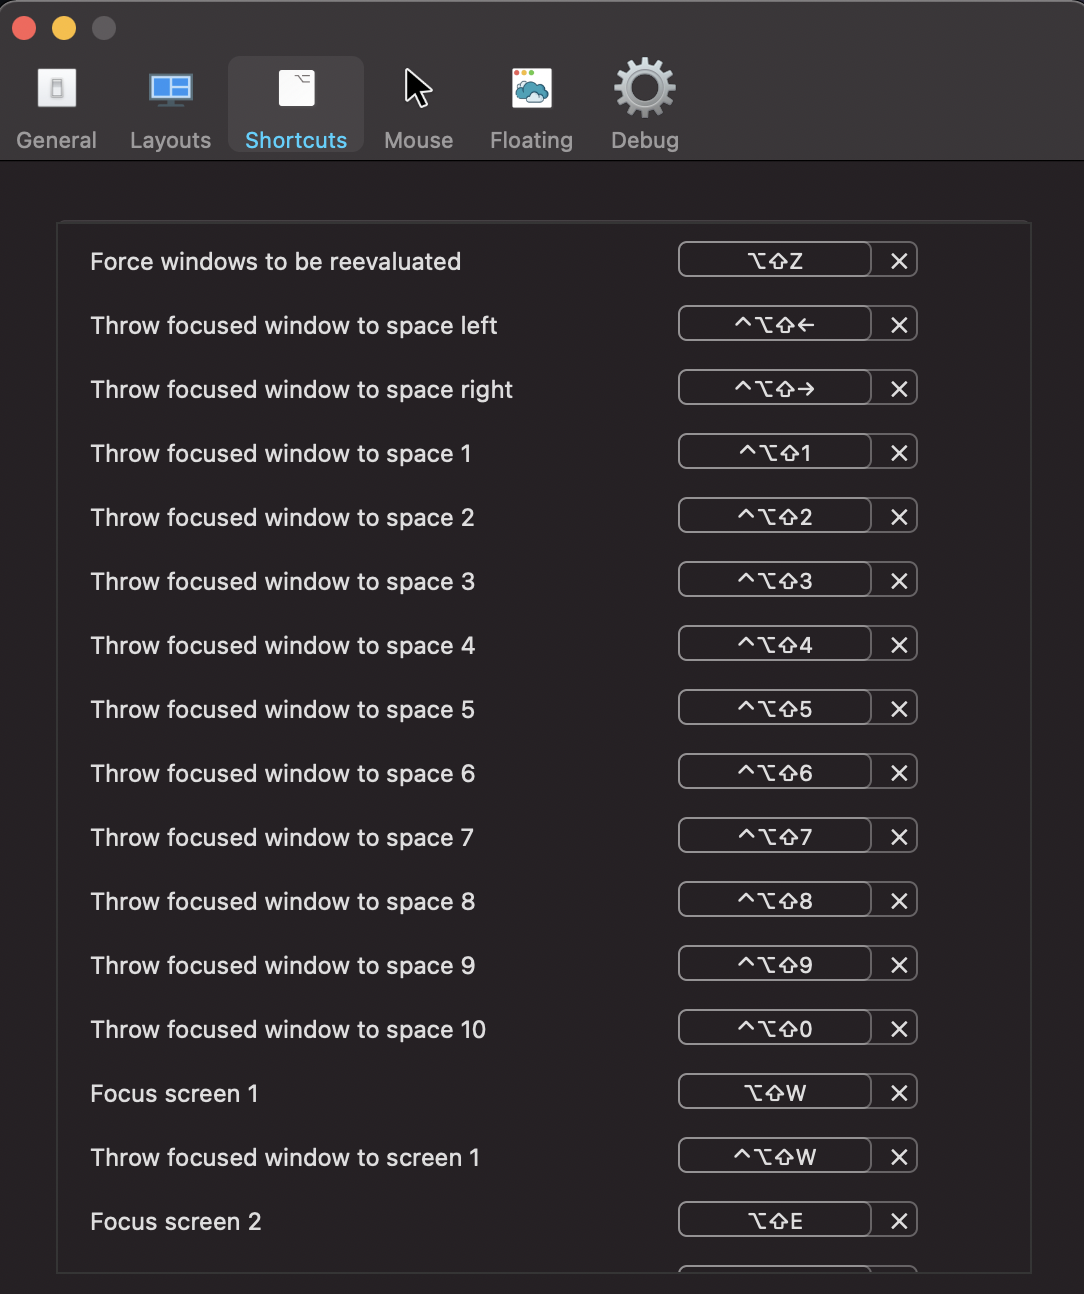 General Layouts Shortcuts Mouse Floating Debug
Force windows to be reevaluated ⌥⇧Z ✕
Throw focused window to space left ^⌥⇧← ✕
Throw focused window to space right ^⌥⇧→ ✕
Throw focused window to space 1 ^⌥⇧1 ✕
Throw focused window to space 2 ^⌥⇧2 ✕
Throw focused window to space 3 ^⌥⇧3 ✕
Throw focused window to space 4 ^⌥⇧4 ✕
Throw focused window to space 5 ^⌥⇧5 ✕
Throw focused window to space 6 ^⌥⇧6 ✕
Throw focused window to space 7 ^⌥⇧7 ✕
Throw focused window to space 8 ^⌥⇧8 ✕
Throw focused window to space 9 ^⌥⇧9 ✕
Throw focused window to space 10 ^⌥⇧0 ✕
Focus screen 1 ⌥⇧W ✕
Throw focused window to screen 1 ^⌥⇧W ✕
Focus screen 2 ⌥⇧E ✕